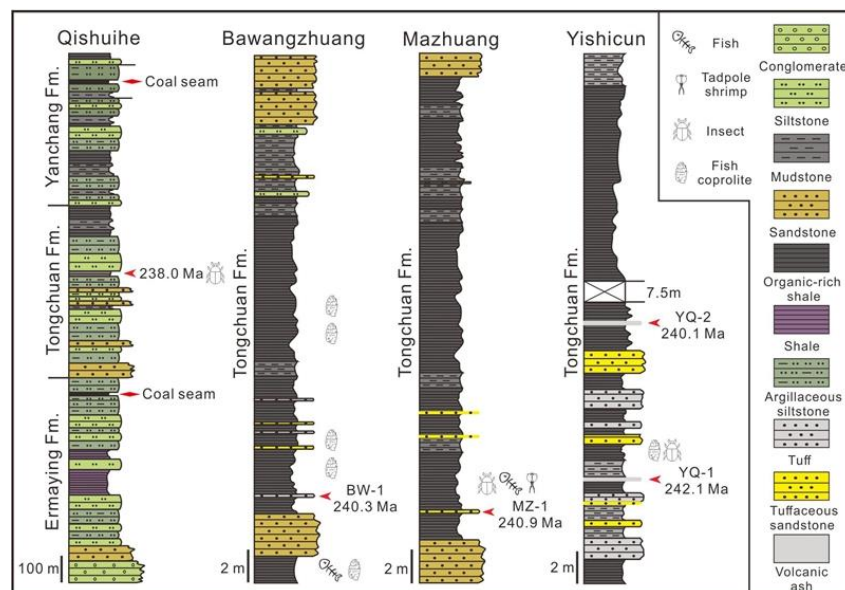 Qishuihe
Bawangzhuang
Mazhuang
Yishicun
Yanchang Fm.
Tongchuan Fm.
Ermaying Fm.
Coal seam
238.0 Ma
Coal seam
100 m
Tongchuan Fm.
BW-1
240.3 Ma
2 m
Tongchuan Fm.
MZ-1
240.9 Ma
2 m
Tongchuan Fm.
7.5m
YQ-2
240.1 Ma
YQ-1
242.1 Ma
2 m
Fish
Tadpole
shrimp
Insect
Fish
coprolite
Conglomerate
Siltstone
Mudstone
Sandstone
Organic-rich
shale
Shale
Argillaceous
siltstone
Tuff
Tuffaceous
sandstone
Volcanic
ash